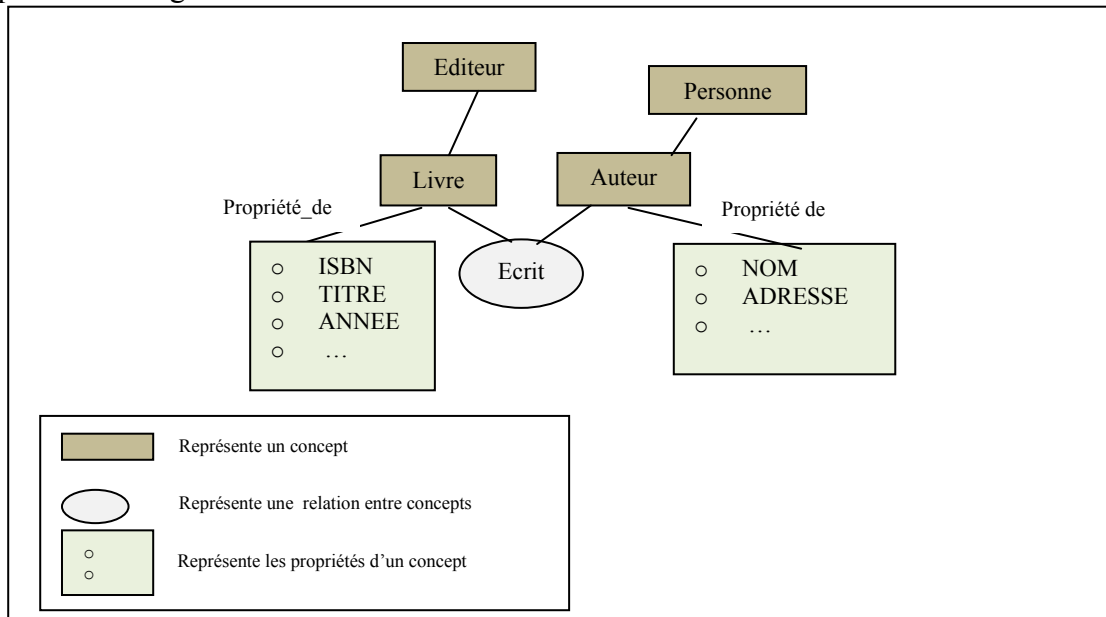 Editeur
Personne
Livre
Auteur
Propriété_de
Propriété de
Ecrit
o ISBN
o TITRE
o ANNEE
o …
o NOM
o ADRESSE
o …
Représente un concept
Représente une relation entre concepts
o
o
Représente les propriétés d’un concept